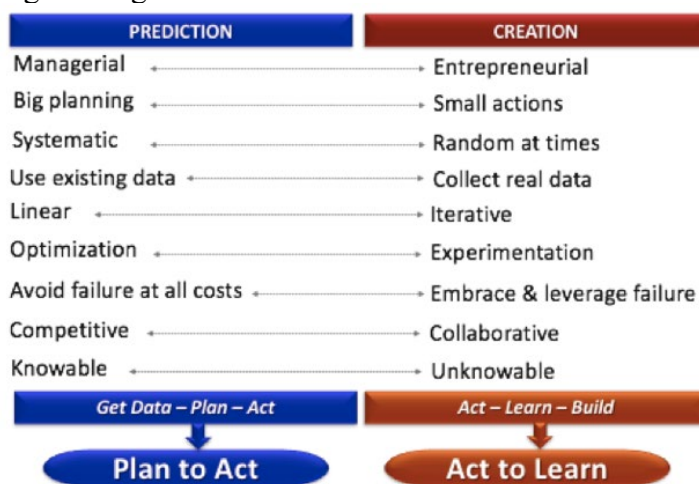 PREDICTION CREATION
Managerial Entrepreneurial
Big planning Small actions
Systematic Random at times
Use existing data Collect real data
Linear Iterative
Optimization Experimentation
Avoid failure at all costs Embrace & leverage failure
Competitive Collaborative
Knowable Unknowable
Get Data – Plan – Act Act – Learn – Build
Plan to Act Act to Learn